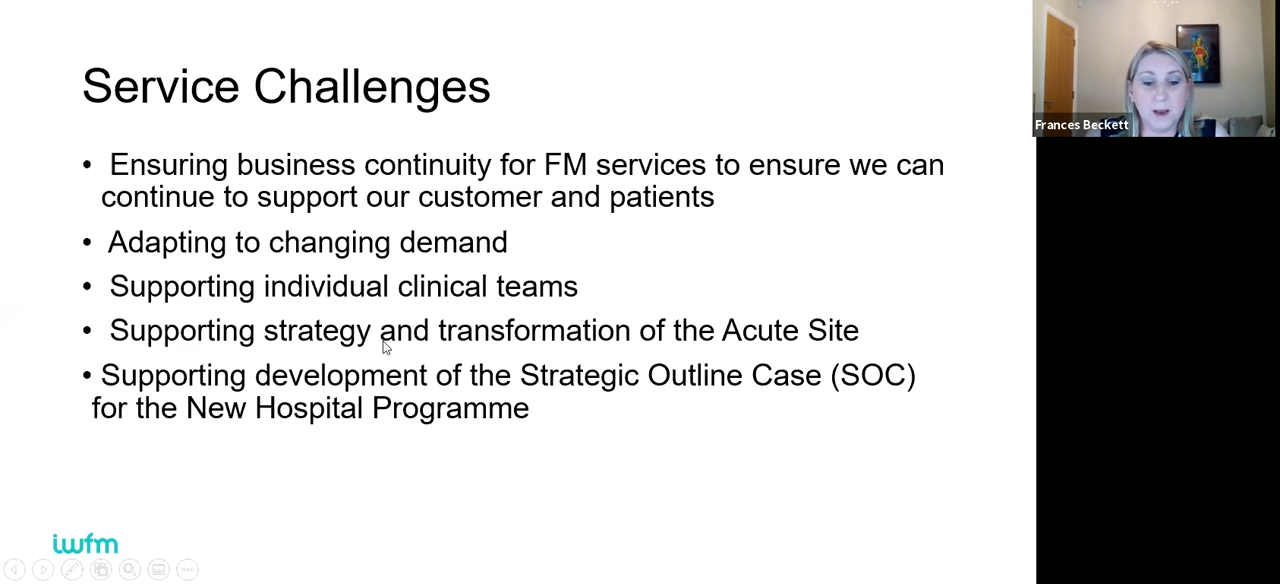 Service Challenges
• Ensuring business continuity for FM services to ensure we can
continue to support our customer and patients
• Adapting to changing demand
• Supporting individual clinical teams
• Supporting strategy and transformation of the Acute Site
• Supporting development of the Strategic Outline Case (SOC)
for the New Hospital Programme
iwfm
Frances Beckett